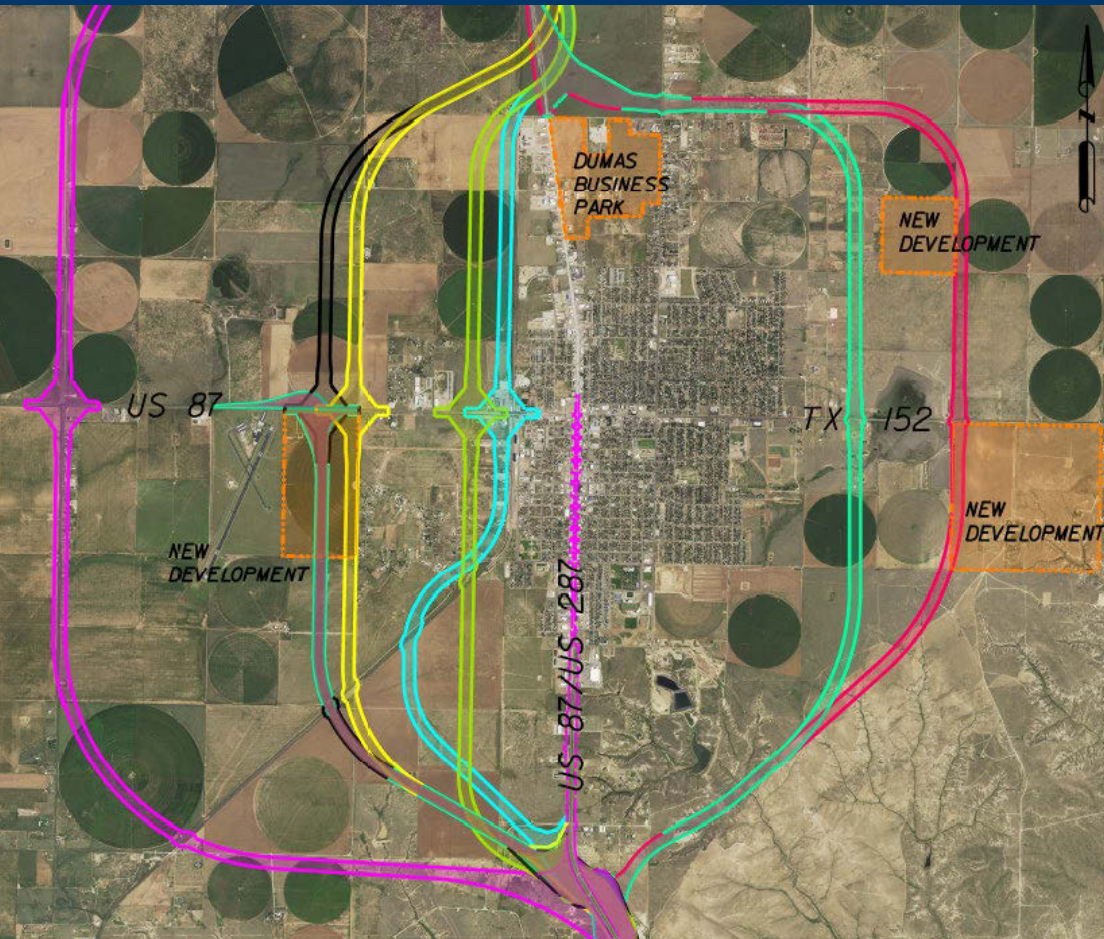 DUMAS
BUSINESS
PARK
NEW
DEVELOPMENT
US 87
TX 152
NEW
DEVELOPMENT
NEW
DEVELOPMENT
US 87/US 287
N